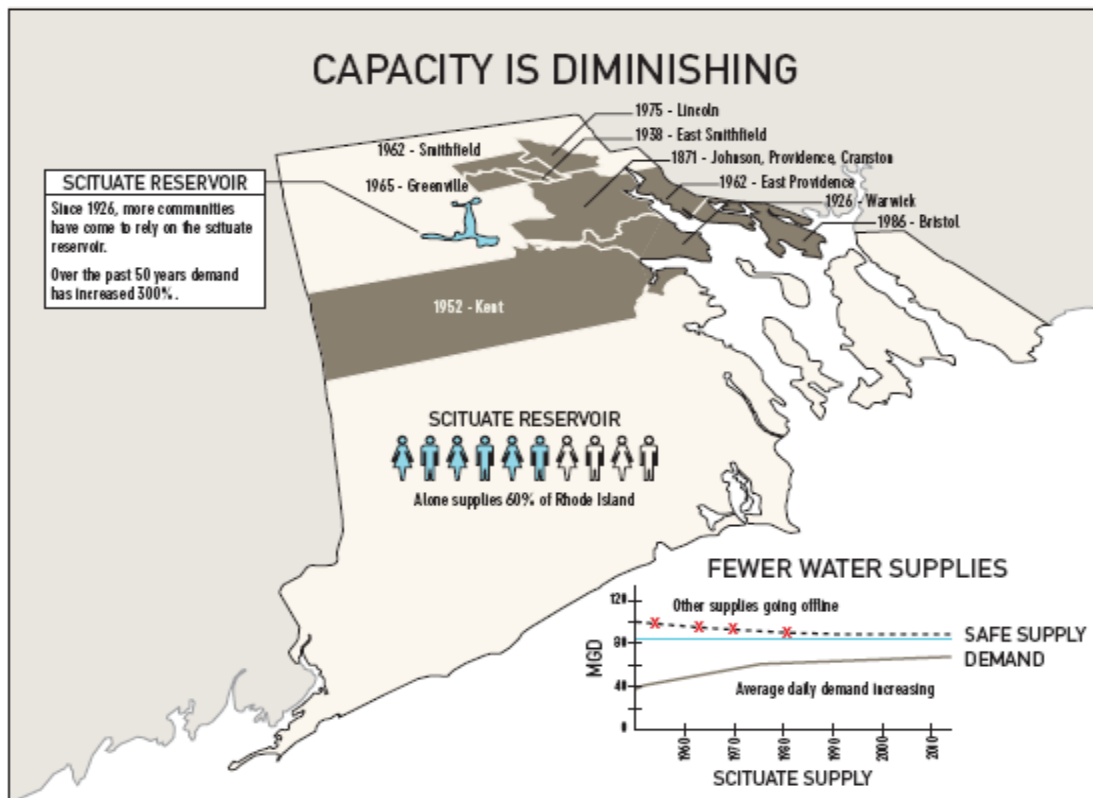 CAPACITY IS DIMINISHING
1975 - Lincoln
1938 - East Smithfield
1962 - Smithfield
1871 - Johnson, Providence, Cranston
1965 - Greenville
1962 - East Providence
1926 - Warwick
1986 - Bristol
SCITUATE RESERVOIR
Since 1926, more communities
have come to rely on the scituate
reservoir.
Over the past 50 years demand
has increased 300%.
1952 - Kent
SCITUATE RESERVOIR
Alone supplies 60% of Rhode Island
FEWER WATER SUPPLIES
120
Other supplies going offline
SAFE SUPPLY
80
DEMAND
MGD
40
Average daily demand increasing
0
1960
1970
1980
1990
2000
2010
SCITUATE SUPPLY